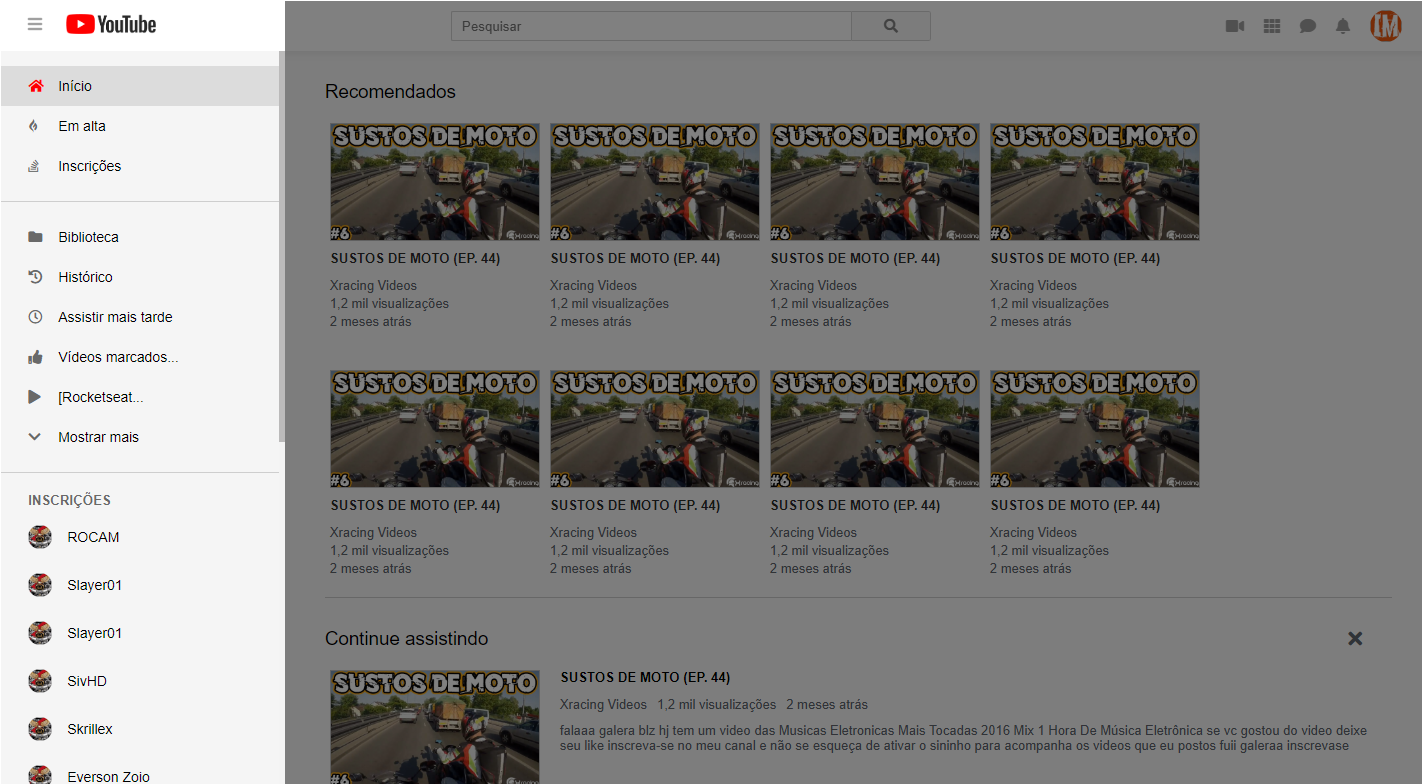 YouTube
Pesquisar
IM
Início
Em alta
Inscrições
Biblioteca
Histórico
Assistir mais tarde
Vídeos marcados...
[Rocketseat...
Mostrar mais
INSCRIÇÕES
ROCAM
Slayer01
Slayer01
SivHD
Skrillex
Everson Zoio
Recomendados
SUSTOS DE MOTO SUSTOS DE MOTO SUSTOS DE MOTO SUSTOS DE MOTO
#6 Xracing #6 Xracing #6 Xracing #6 Xracing
SUSTOS DE MOTO (EP. 44) SUSTOS DE MOTO (EP. 44) SUSTOS DE MOTO (EP. 44) SUSTOS DE MOTO (EP. 44)
Xracing Videos Xracing Videos Xracing Videos Xracing Videos
1,2 mil visualizações 1,2 mil visualizações 1,2 mil visualizações 1,2 mil visualizações
2 meses atrás 2 meses atrás 2 meses atrás 2 meses atrás
SUSTOS DE MOTO SUSTOS DE MOTO SUSTOS DE MOTO SUSTOS DE MOTO
#6 Xracing #6 Xracing #6 Xracing #6 Xracing
SUSTOS DE MOTO (EP. 44) SUSTOS DE MOTO (EP. 44) SUSTOS DE MOTO (EP. 44) SUSTOS DE MOTO (EP. 44)
Xracing Videos Xracing Videos Xracing Videos Xracing Videos
1,2 mil visualizações 1,2 mil visualizações 1,2 mil visualizações 1,2 mil visualizações
2 meses atrás 2 meses atrás 2 meses atrás 2 meses atrás
Continue assistindo
SUSTOS DE MOTO
#6 Xracing
SUSTOS DE MOTO (EP. 44)
Xracing Videos 1,2 mil visualizações 2 meses atrás
falaaa galera blz hj tem um video das Musicas Eletronicas Mais Tocadas 2016 Mix 1 Hora De Música Eletrônica se vc gostou do video deixe
seu like inscreva-se no meu canal e não se esqueça de ativar o sininho para acompanha os videos que eu postos fuii galeraa inscrevase